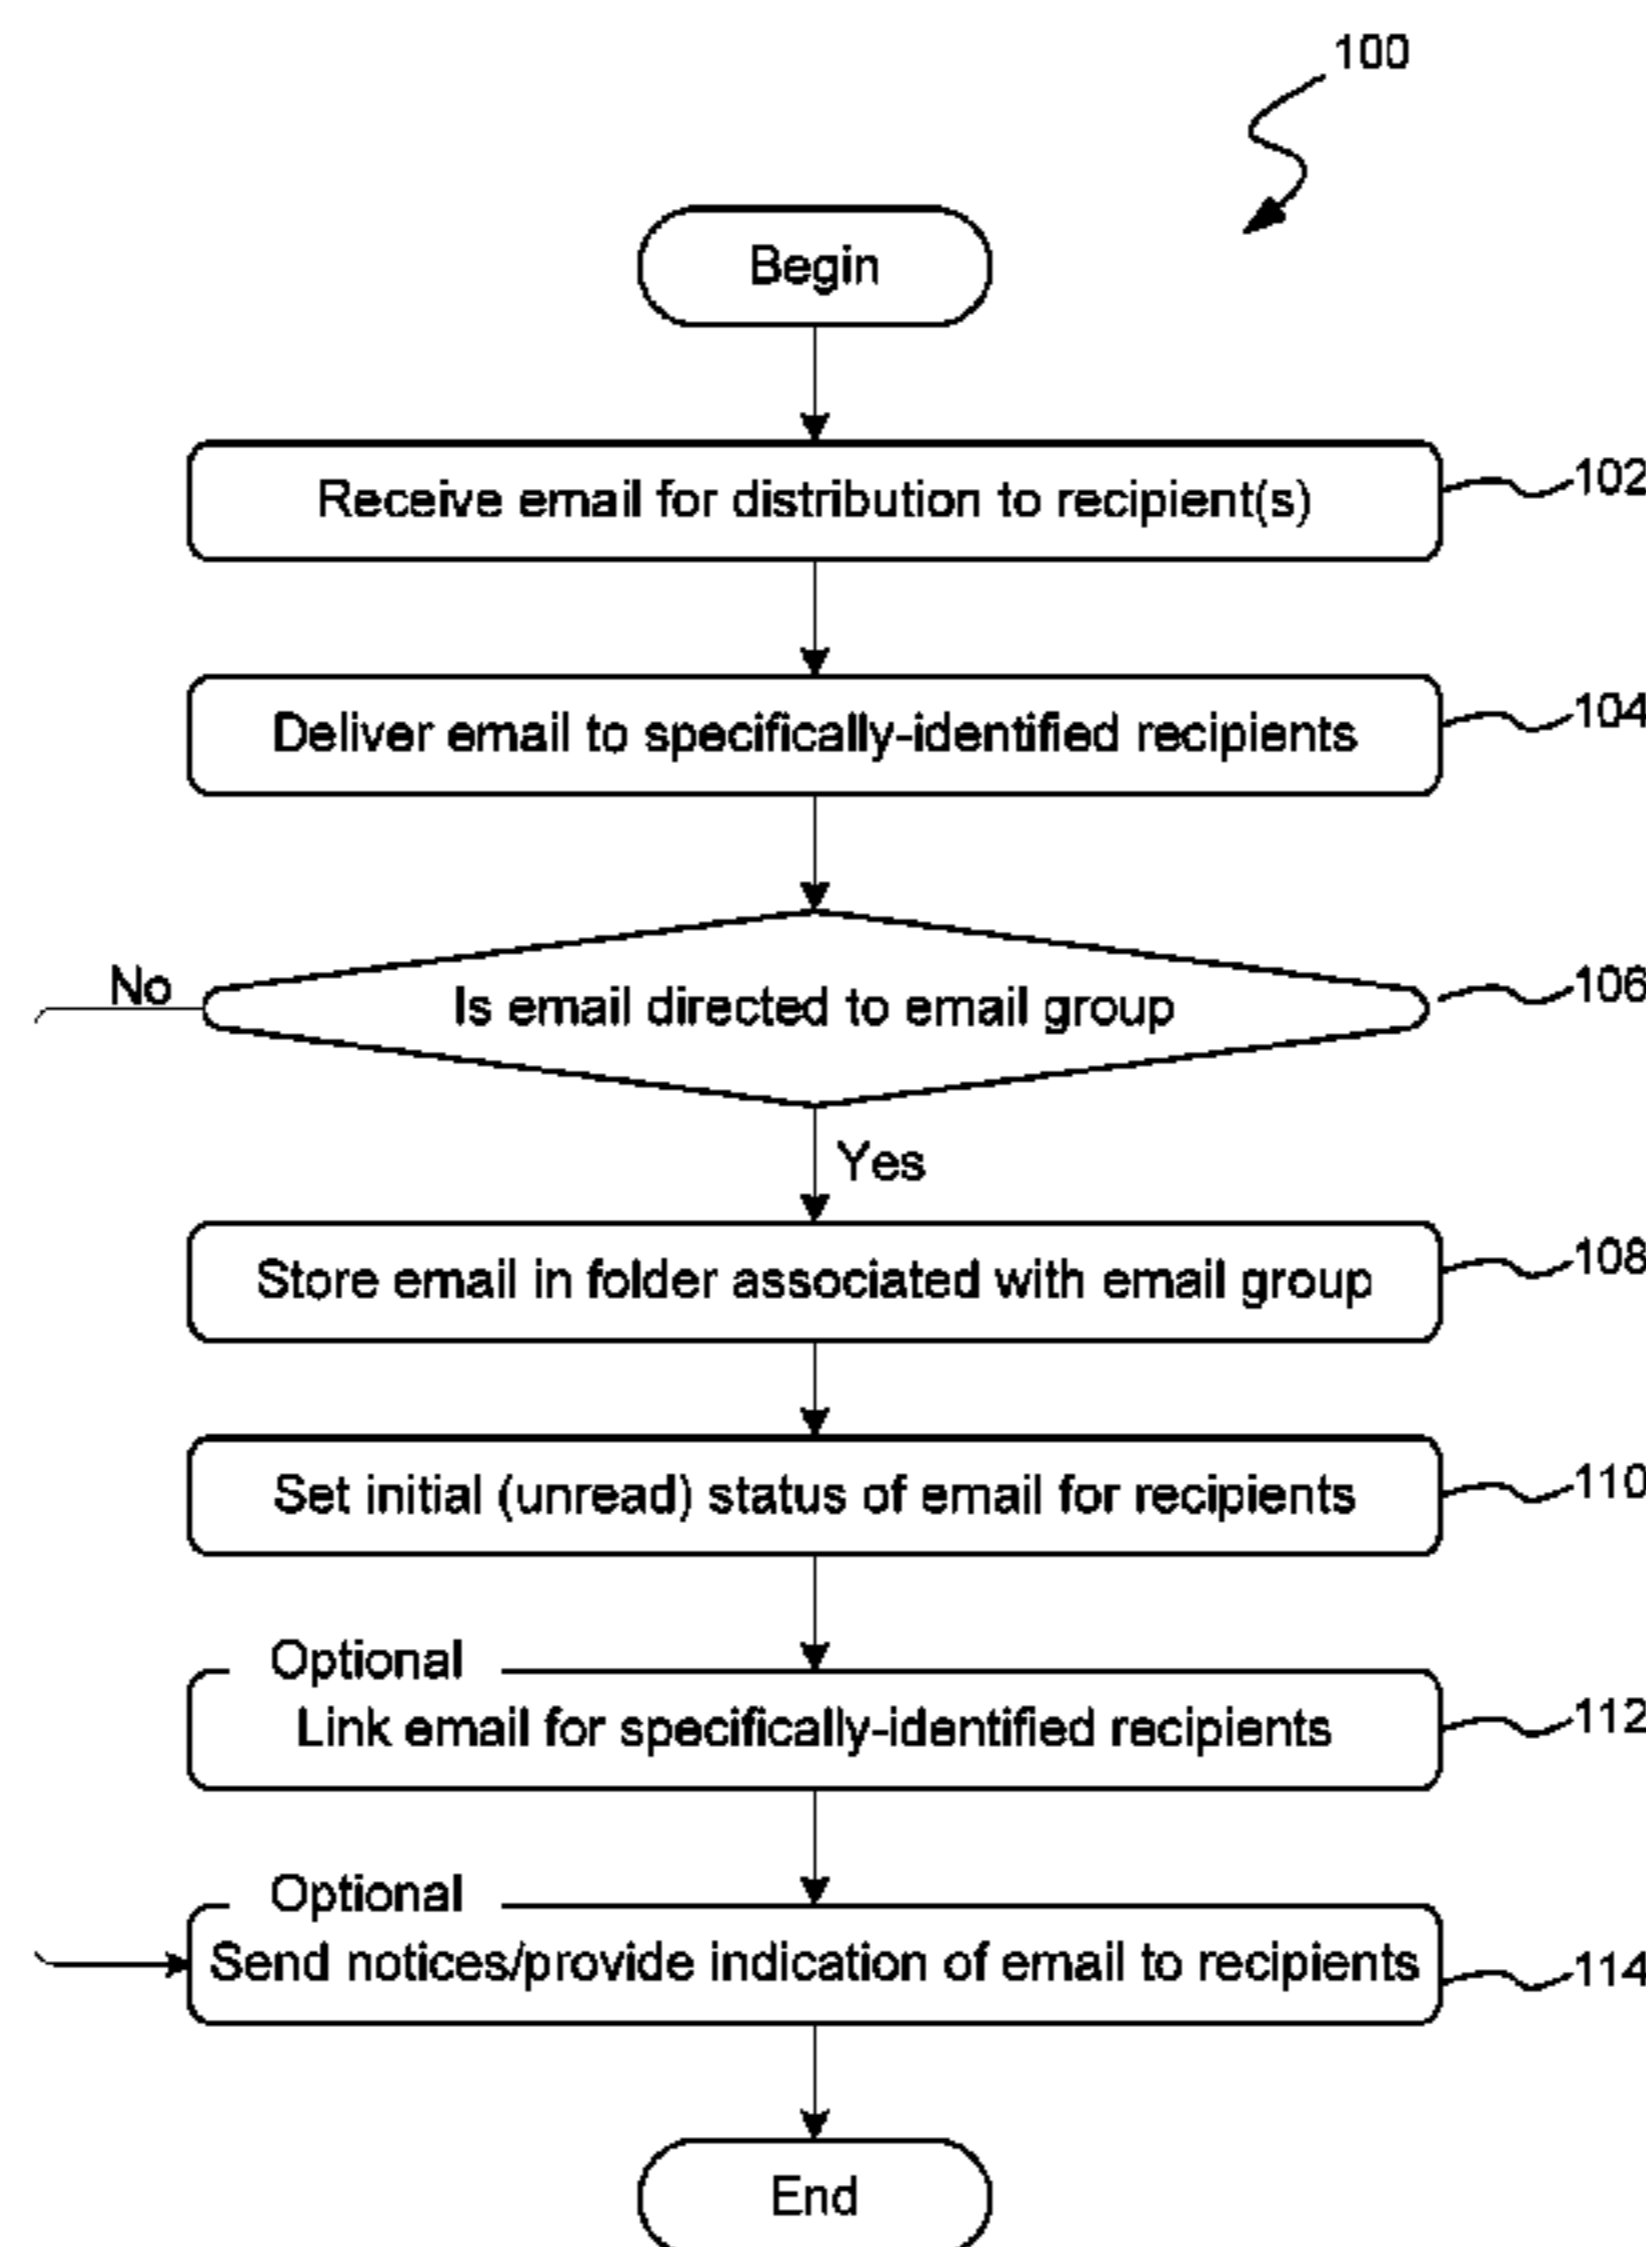 100
Begin
Receive email for distribution to recipient(s)
102
Deliver email to specifically-identified recipients
104
No
Is email directed to email group
106
Yes
Store email in folder associated with email group
108
Set initial (unread) status of email for recipients
110
Optional
Link email for specifically-identified recipients
112
Optional
Send notices/provide indication of email to recipients
114
End